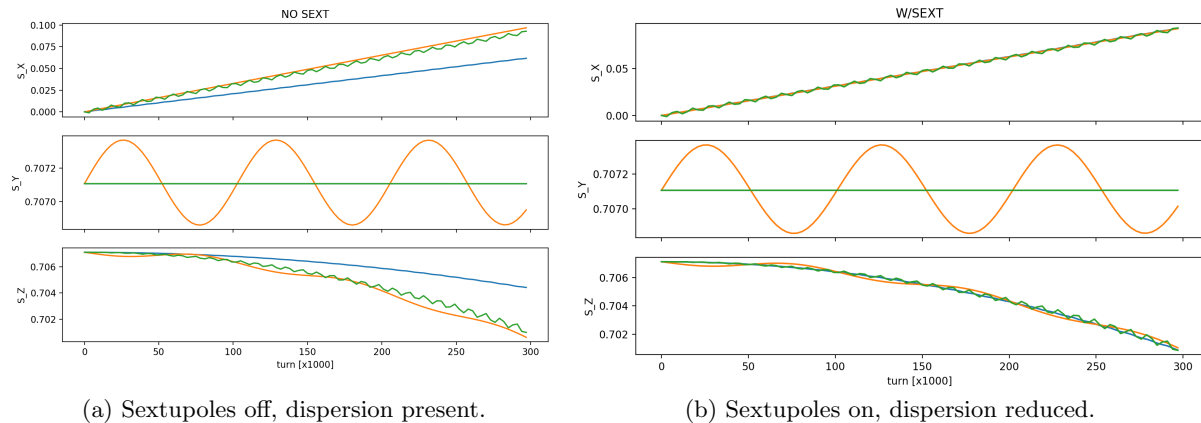 NO SEXT
S_X
0.100
0.075
0.050
0.025
0.000
S_Y
0.7072
0.7070
S_Z
0.706
0.704
0.702
0 50 100 150 200 250 300
turn [x1000]
(a) Sextupoles off, dispersion present.
W/SEXT
S_X
0.05
0.00
S_Y
0.7072
0.7070
S_Z
0.706
0.704
0.702
0 50 100 150 200 250 300
turn [x1000]
(b) Sextupoles on, dispersion reduced.